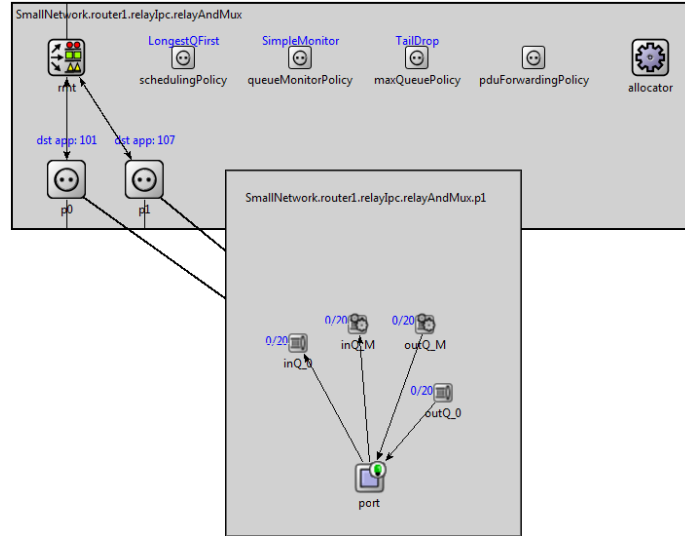 SmallNetwork.router1.relayIpc.relayAndMux
LongestQFirst
SimpleMonitor
TailDrop
rmt
schedulingPolicy
queueMonitorPolicy
maxQueuePolicy
pduForwardingPolicy
allocator
dst app: 101
dst app: 107
p0
p1
SmallNetwork.router1.relayIpc.relayAndMux.p1
0/20
0/20
0/20
inQ_0
inQ_M
outQ_M
0/20
outQ_0
port